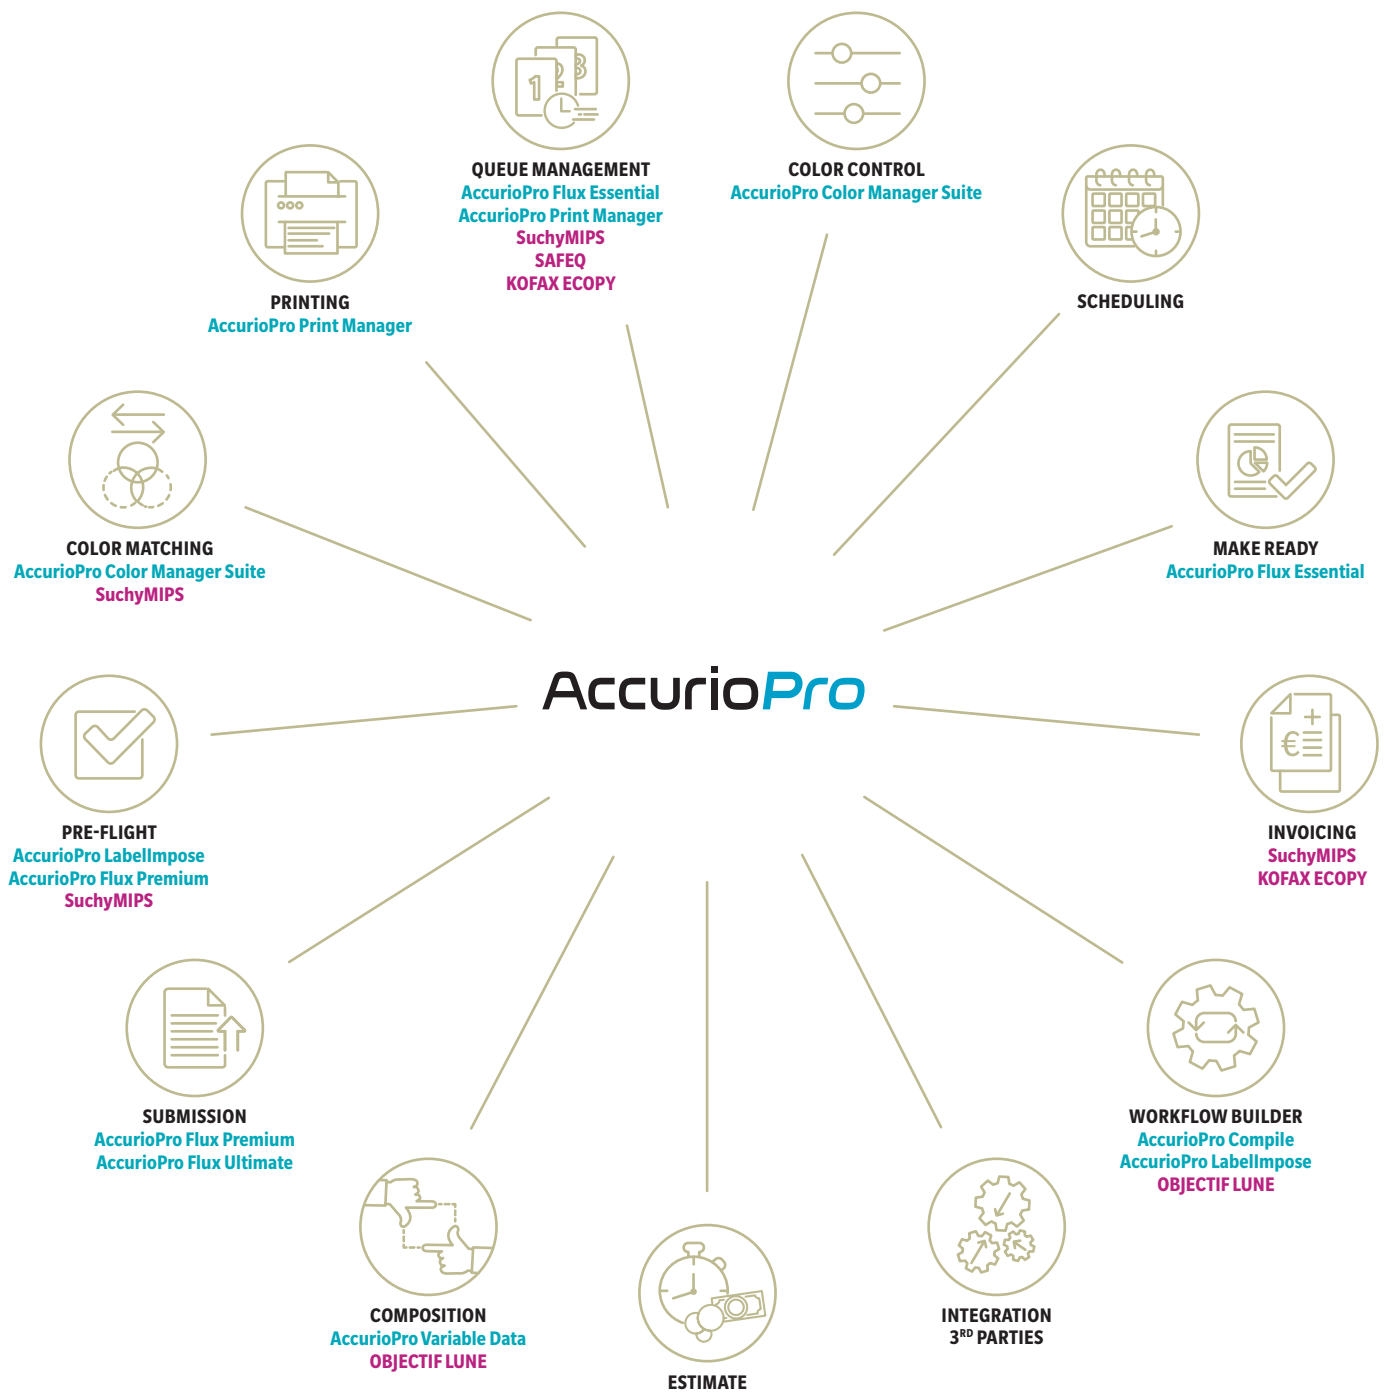 QUEUE MANAGEMENT
AccurioPro Flux Essential
AccurioPro Print Manager
SuchyMIPS
SAFEQ
KOFAX ECOPY
COLOR CONTROL
AccurioPro Color Manager Suite
PRINTING
AccurioPro Print Manager
SCHEDULING
COLOR MATCHING
AccurioPro Color Manager Suite
SuchyMIPS
MAKE READY
AccurioPro Flux Essential
AccurioPro
PRE-FLIGHT
AccurioPro LabelImpose
AccurioPro Flux Premium
SuchyMIPS
INVOICING
SuchyMIPS
KOFAX ECOPY
SUBMISSION
AccurioPro Flux Premium
AccurioPro Flux Ultimate
WORKFLOW BUILDER
AccurioPro Compile
AccurioPro LabelImpose
OBJECTIF LUNE
COMPOSITION
AccurioPro Variable Data
OBJECTIF LUNE
INTEGRATION
3RD PARTIES
ESTIMATE
1
2
3
€